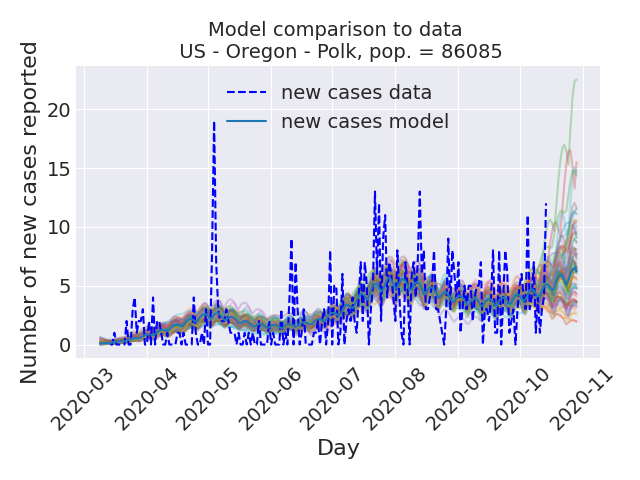 Model comparison to data
US - Oregon - Polk, pop. = 86085
new cases data
new cases model
Number of new cases reported
20
15
10
5
0
2020-03
2020-04
2020-05
2020-06
2020-07
2020-08
2020-09
2020-10
2020-11
Day